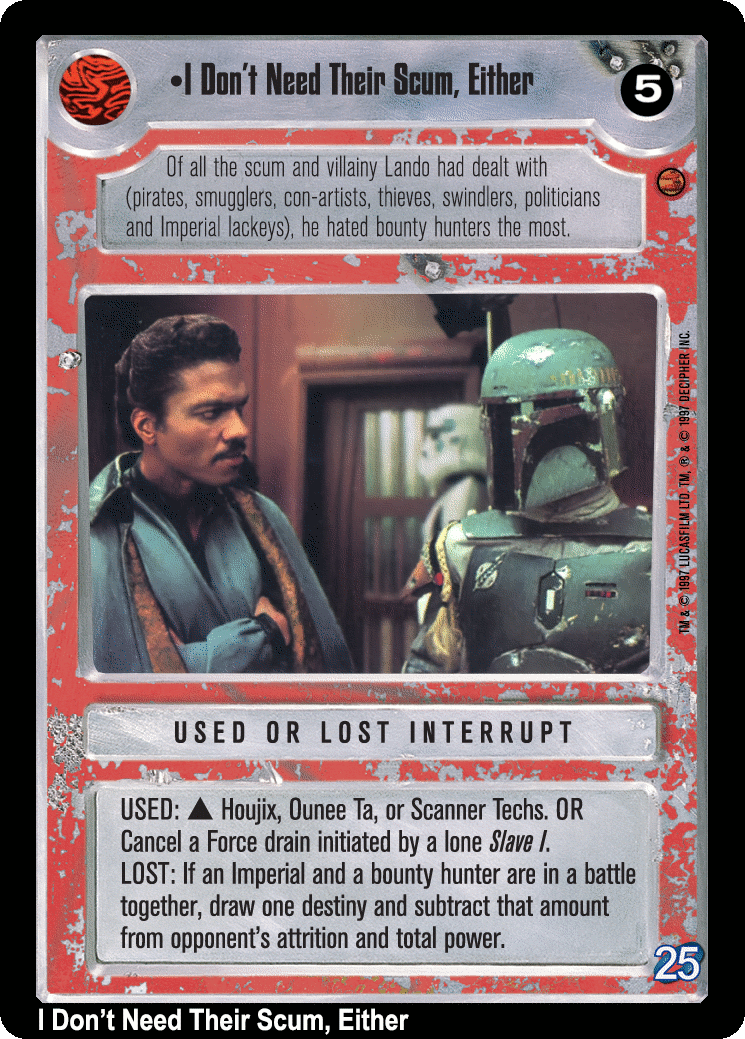 •I Don't Need Their Scum, Either
5
Of all the scum and villainy Lando had dealt with
(pirates, smugglers, con-artists, thieves, swindlers, politicians
and Imperial lackeys), he hated bounty hunters the most.
TM & © 1997 LUCASFILM LTD. TM, ® & © 1997 DECIPHER INC.
USED OR LOST INTERRUPT
USED: ▲ Houjix, Ounee Ta, or Scanner Techs. OR
Cancel a Force drain initiated by a lone Slave I.
LOST: If an Imperial and a bounty hunter are in a battle
together, draw one destiny and subtract that amount
from opponent's attrition and total power.
25
I Don't Need Their Scum, Either